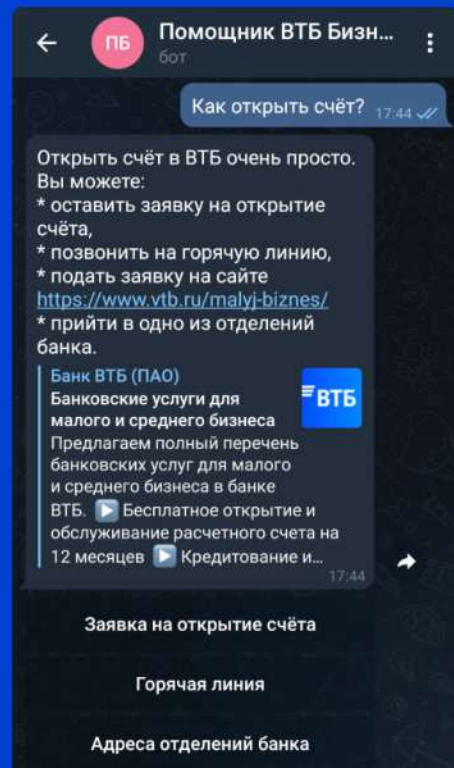 Помощник ВТБ Бизн...
ПБ
бот
Как открыть счёт?
17:44
Открыть счёт в ВТБ очень просто.
Вы можете:
* оставить заявку на открытие
счёта,
* позвонить на горячую линию,
* подать заявку на сайте
https://www.vtb.ru/malyj-biznes/
* прийти в одно из отделений
банка.
Банк ВТБ (ПАО)
Банковские услуги для
малого и среднего бизнеса
ВТБ
Предлагаем полный перечень
банковских услуг для малого
и среднего бизнеса в банке
ВТБ. ▶️ Бесплатное открытие и
обслуживание расчетного счета на
12 месяцев ▶️ Кредитование и...
17:44
Заявка на открытие счёта
Горячая линия
Адреса отделений банка